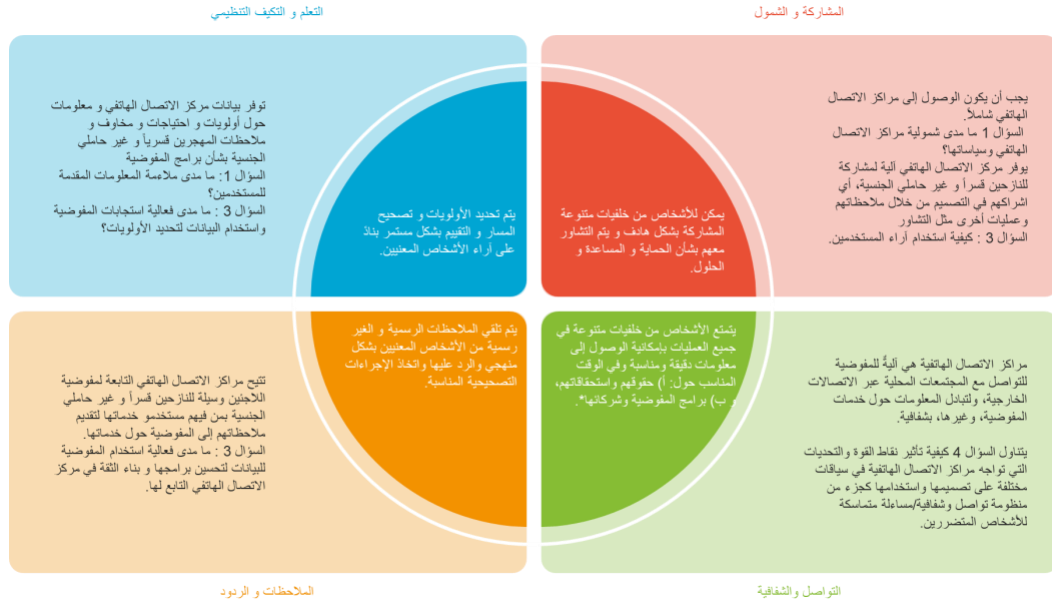 المشاركة و الشمول
يجب أن يكون الوصول إلى مراكز الاتصال
الهاتفي شاملاً.
السؤال 1 ما مدى شمولية مراكز الاتصال
الهاتفي وسياساتها؟
يوفر مركز الاتصال الهاتفي آلية لمشاركة
للنازحين قسراً و غير حاملي الجنسية، أي
اشراكهم في التصميم من خلال ملاحظاتهم
وعمليات أخرى مثل التشاور
السؤال 3 : كيفية استخدام آراء المستخدمين.
يمكن للأشخاص من خلفيات متنوعة
المشاركة بشكل هادف و يتم التشاور
معهم بشأن الحماية و المساعدة و
الحلول.
التعلم و التكيف التنظيمي
يتم تحديد الأولويات و تصحيح
المسار و التقييم بشكل مستمر بناءً
على آراء الأشخاص المعنيين.
توفر بيانات مركز الاتصال الهاتفي و معلومات
حول أولويات و احتياجات و مخاوف و
ملاحظات المهجرين قسرياً و غير حاملي
الجنسية بشأن برامج المفوضية
السؤال 1: ما مدى ملاءمة المعلومات المقدمة
للمستخدمين؟
السؤال 3 : ما مدى فعالية استجابات المفوضية
واستخدام البيانات لتحديد الأولويات؟
مراكز الاتصال الهاتفية هي آليةٌ للمفوضية
للتواصل مع المجتمعات المحلية عبر الاتصالات
الخارجية، ولتبادل المعلومات حول خدمات
المفوضية، وغيرها، بشفافية.
يتناول السؤال 4 كيفية تأثير نقاط القوة والتحديات
التي تواجه مراكز الاتصال الهاتفية في سياقات
مختلفة على تصميمها واستخدامها كجزء من
منظومة تواصل وشفافية/مساءلة متماسكة
للأشخاص المتضررين.
يتمتع الأشخاص من خلفيات متنوعة في
جميع العمليات بإمكانية الوصول إلى
معلومات دقيقة ومناسبة وفي الوقت
المناسب حول: أ) حقوقهم واستحقاقاتهم،
و ب) برامج المفوضية وشركائها*.
التواصل والشفافية
يتم تلقي الملاحظات الرسمية و الغير
رسمية من الأشخاص المعنيين بشكل
منهجي والرد عليها واتخاذ الإجراءات
التصحيحية المناسبة.
تتيح مراكز الاتصال الهاتفي التابعة لمفوضية
اللاجئين وسيلة للنازحين قسراً و غير حاملي
الجنسية بمن فيهم مستخدمو خدماتها لتقديم
ملاحظاتهم إلى المفوضية حول خدماتها.
السؤال 3 : ما مدى فعالية استخدام المفوضية
للبيانات لتحسين برامجها و بناء الثقة في مركز
الاتصال الهاتفي التابع لها.
الملاحظات و الردود